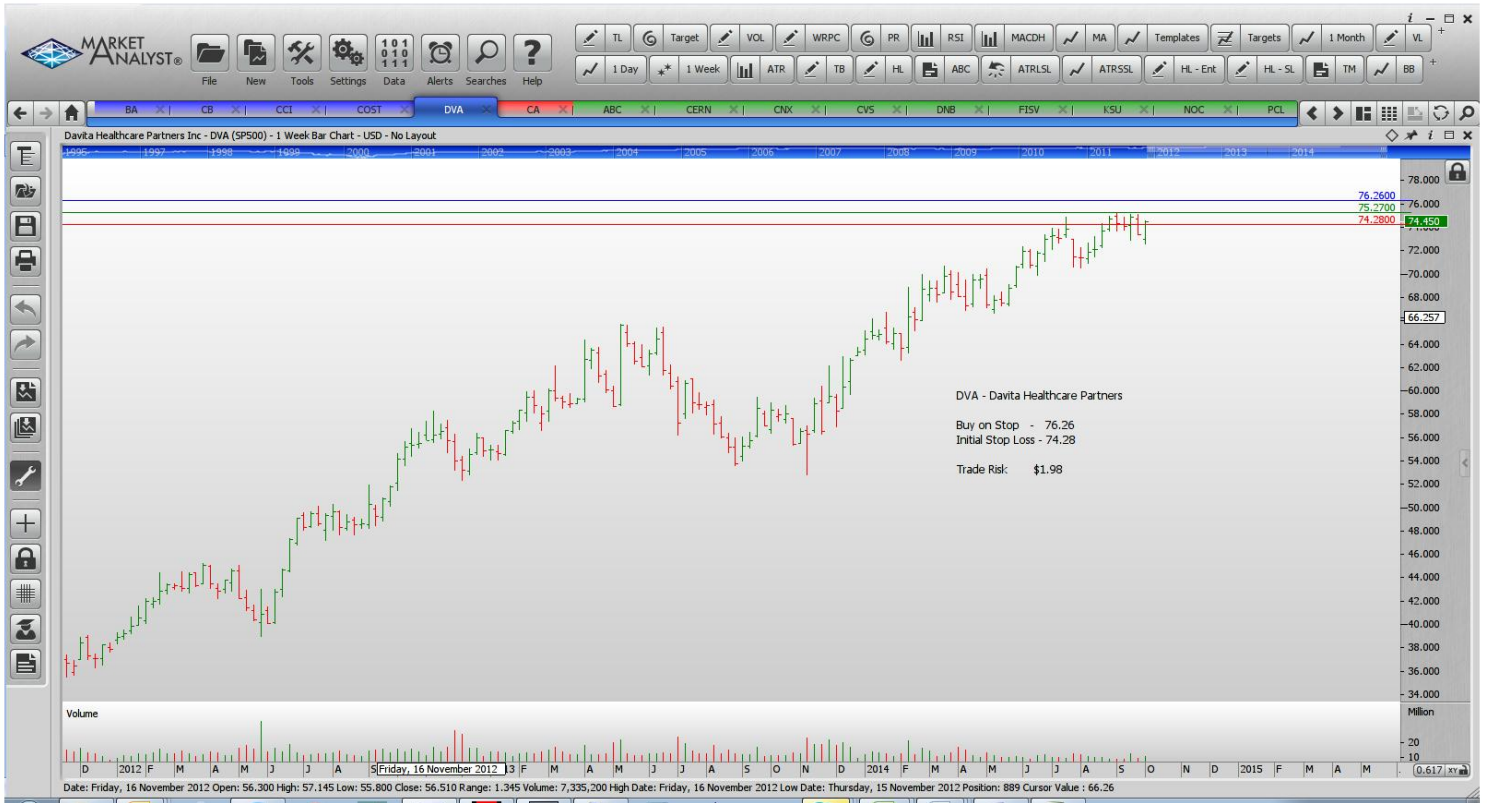 MARKET
ANALYST®
File New Tools Settings Data Alerts Searches Help
101
010
111
TL Target VOL WRPC PR RSI MACDH MA Templates Targets 1 Month VL
1 Day 1 Week ATR TB HL ABC ATRLSL ATRSSL HL - Ent HL - SL TM BB
BA CB CCI COST DVA CA ABC CERN CNX CVS DNB FISV KSU NOC PCL
Davita Healthcare Partners Inc - DVA (SP500) - 1 Week Bar Chart - USD - No Layout
1995 1997 1998 1999 2000 2001 2002 2003 2004 2005 2006 2007 2008 2009 2010 2011 2012 2013 2014
78.000
76.2600
76.000
75.2700
74.2800
74.450
72.000
70.000
68.000
66.257
64.000
62.000
60.000
58.000
56.000
54.000
52.000
50.000
48.000
46.000
44.000
42.000
40.000
38.000
36.000
34.000
DVA - Davita Healthcare Partners
Buy on Stop - 76.26
Initial Stop Loss - 74.28
Trade Risk $1.98
Volume
Million
20
10
D 2012 F M A M J J A S Friday, 16 November 2012 13 F M A M J J A S O N D 2014 F M A M J J A S O N D 2015 F M A M
0.617 XY
Date: Friday, 16 November 2012 Open: 56.300 High: 57.145 Low: 55.800 Close: 56.510 Range: 1.345 Volume: 7,335,200 High Date: Friday, 16 November 2012 Low Date: Thursday, 15 November 2012 Position: 889 Cursor Value : 66.26